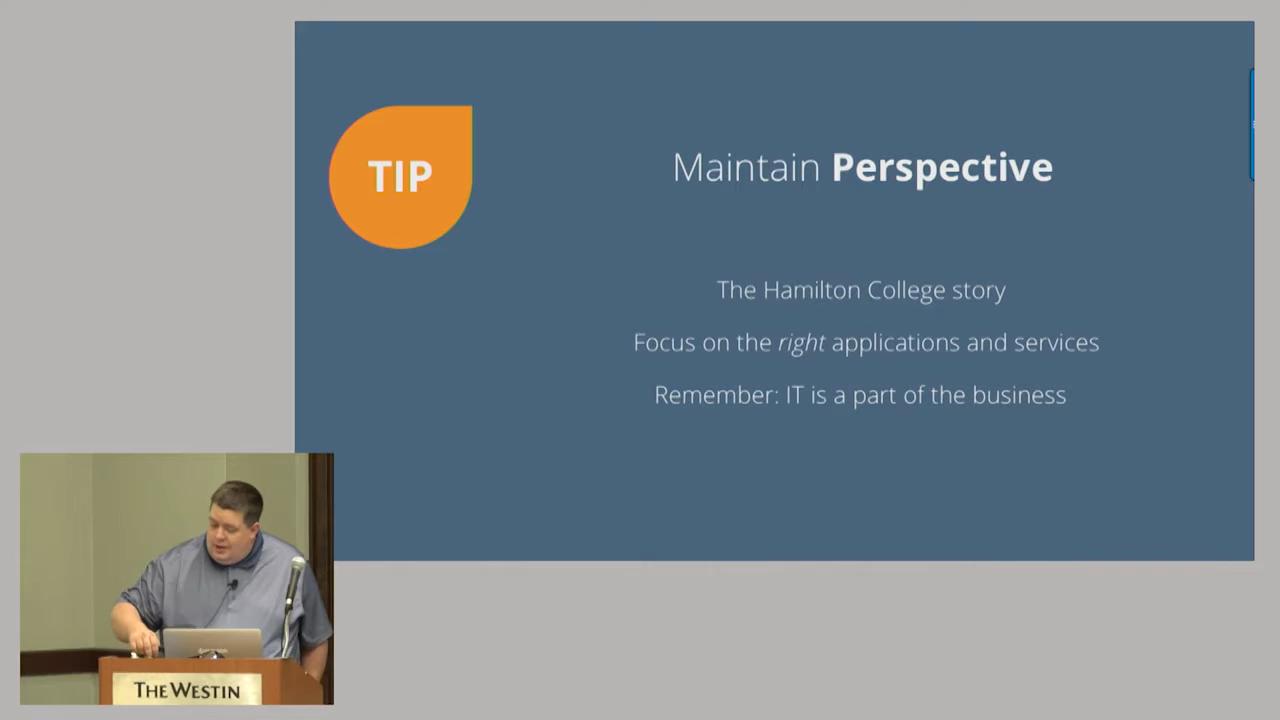 TIP
Maintain Perspective
The Hamilton College story
Focus on the right applications and services
Remember: IT is a part of the business
THE WESTIN